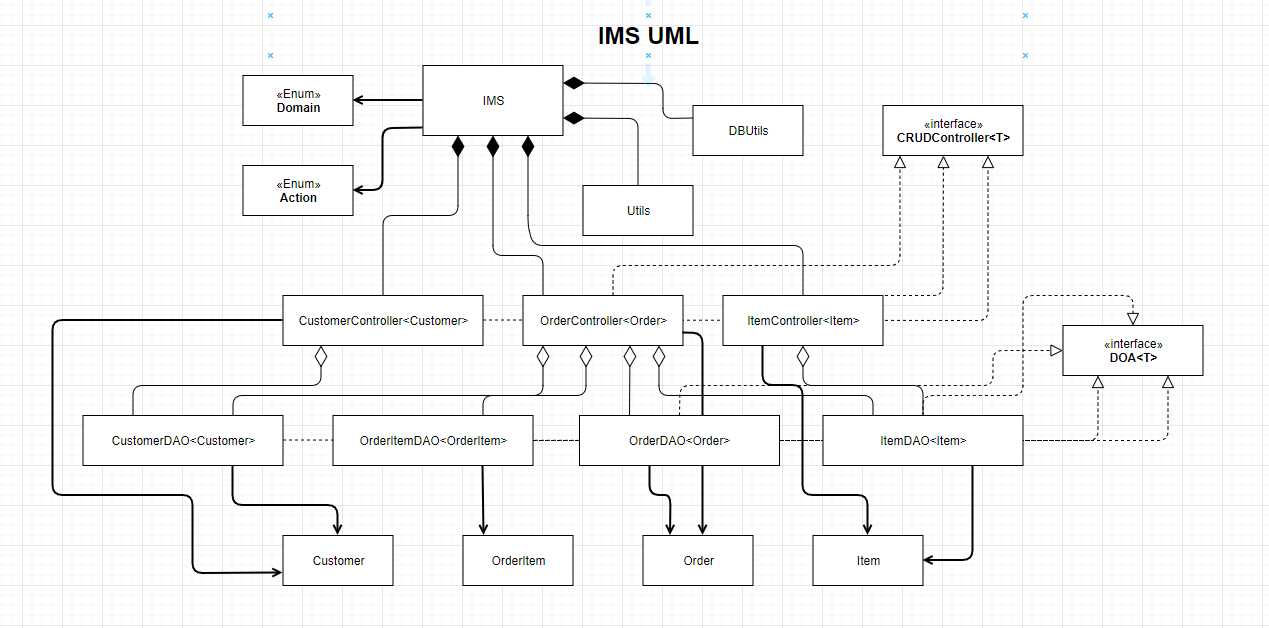 IMS UML
«Enum»
Domain
IMS
DBUtils
«interface»
CRUDController<T>
«Enum»
Action
Utils
CustomerController<Customer>
OrderController<Order>
ItemController<Item>
«interface»
DOA<T>
CustomerDAO<Customer>
OrderItemDAO<OrderItem>
OrderDAO<Order>
ItemDAO<Item>
Customer
OrderItem
Order
Item